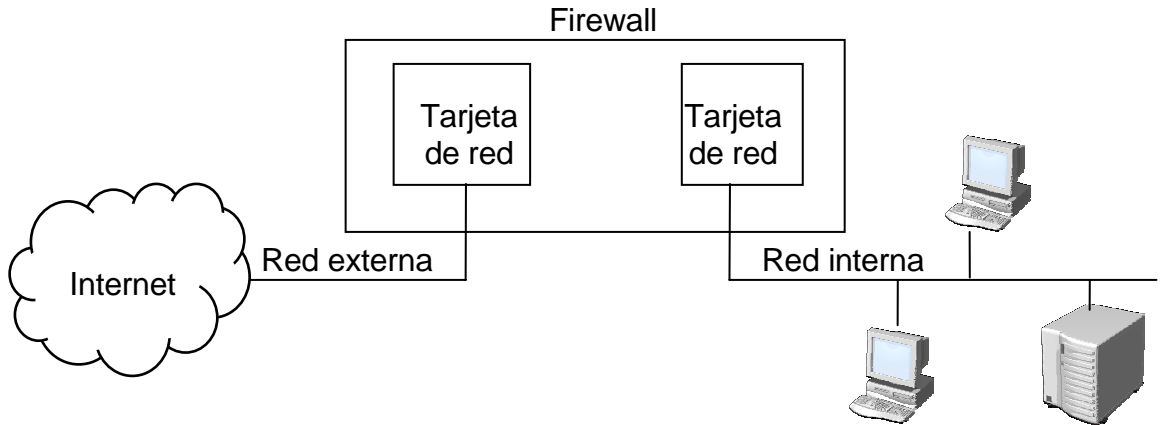 Firewall
Tarjeta
de red
Tarjeta
de red
Internet
Red externa
Red interna